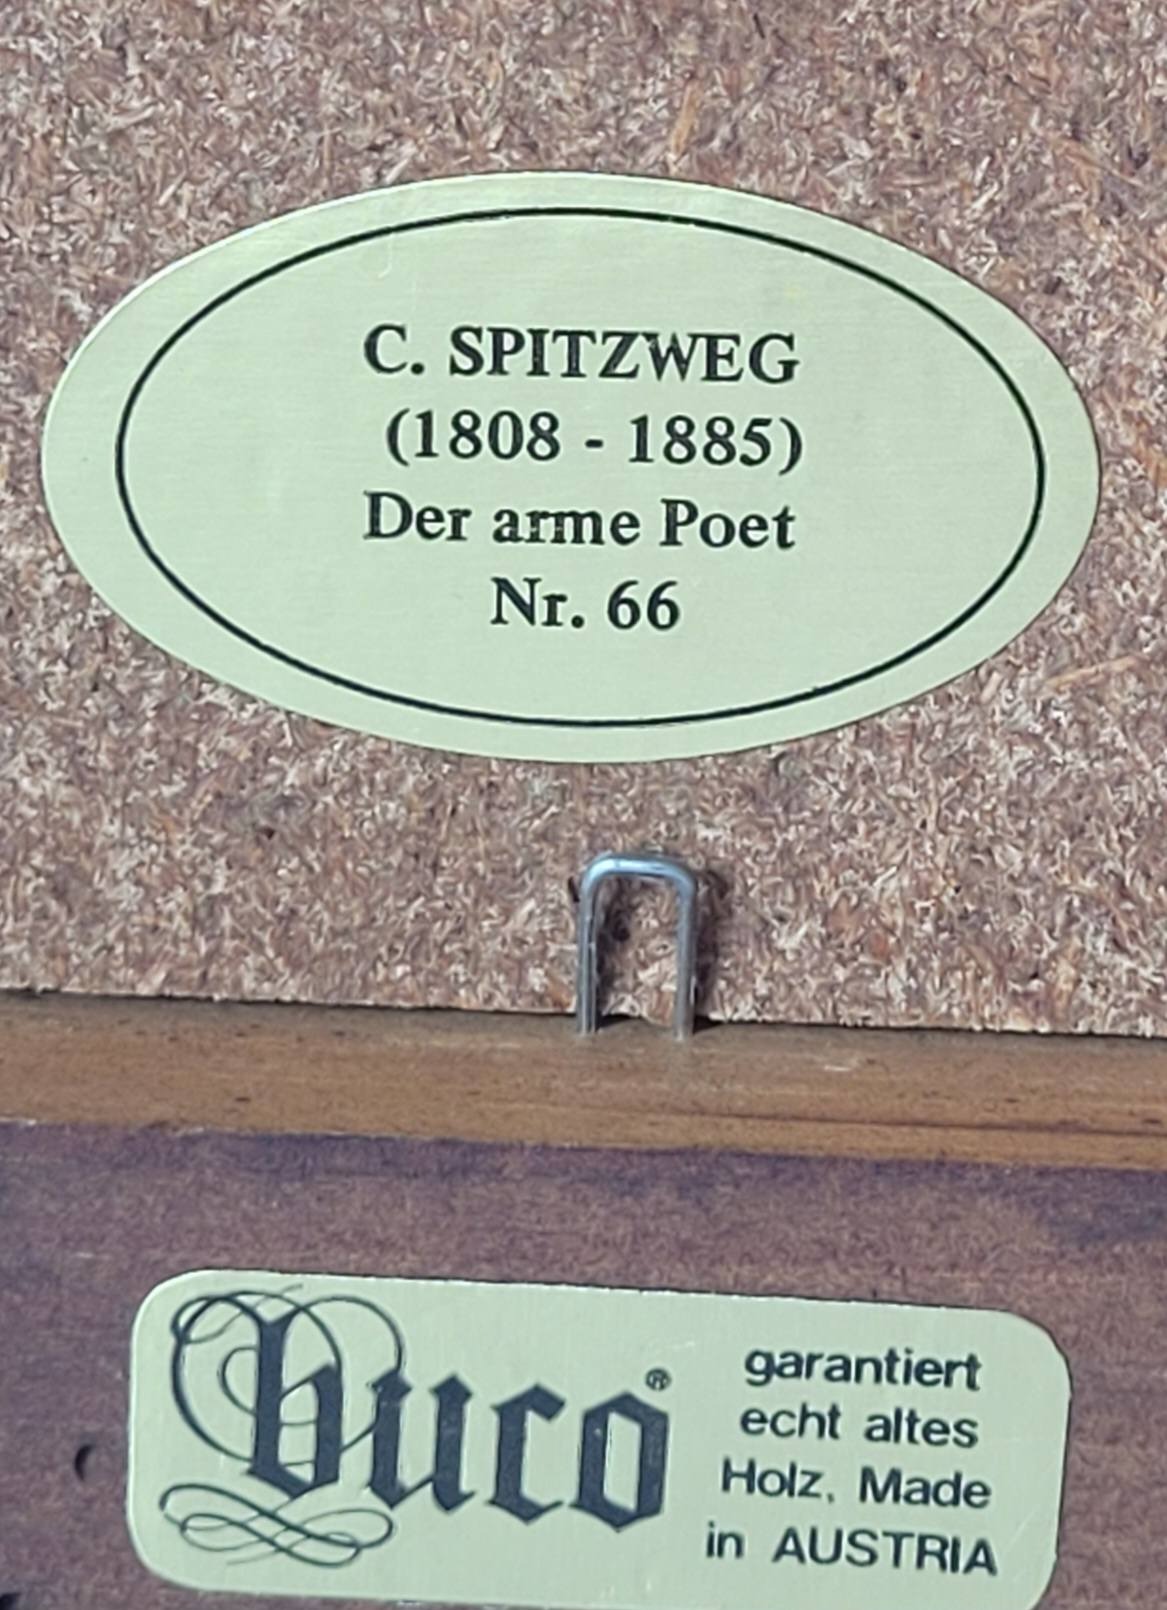 C. SPITZWEG
(1808 - 1885)
Der arme Poet
Nr. 66
Buco®
garantiert
echt altes
Holz, Made
in AUSTRIA